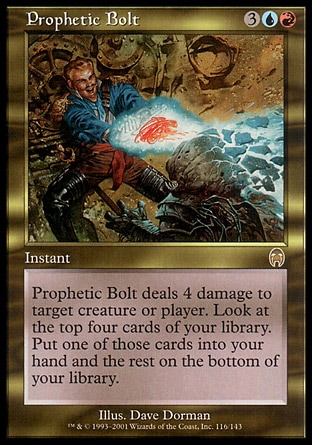 Prophetic Bolt 3
Instant
Prophetic Bolt deals 4 damage to
target creature or player. Look at
the top four cards of your library.
Put one of those cards into your
hand and the rest on the bottom of
your library.
Illus. Dave Dorman
™ & © 1993-2001 Wizards of the Coast, Inc. 116/143